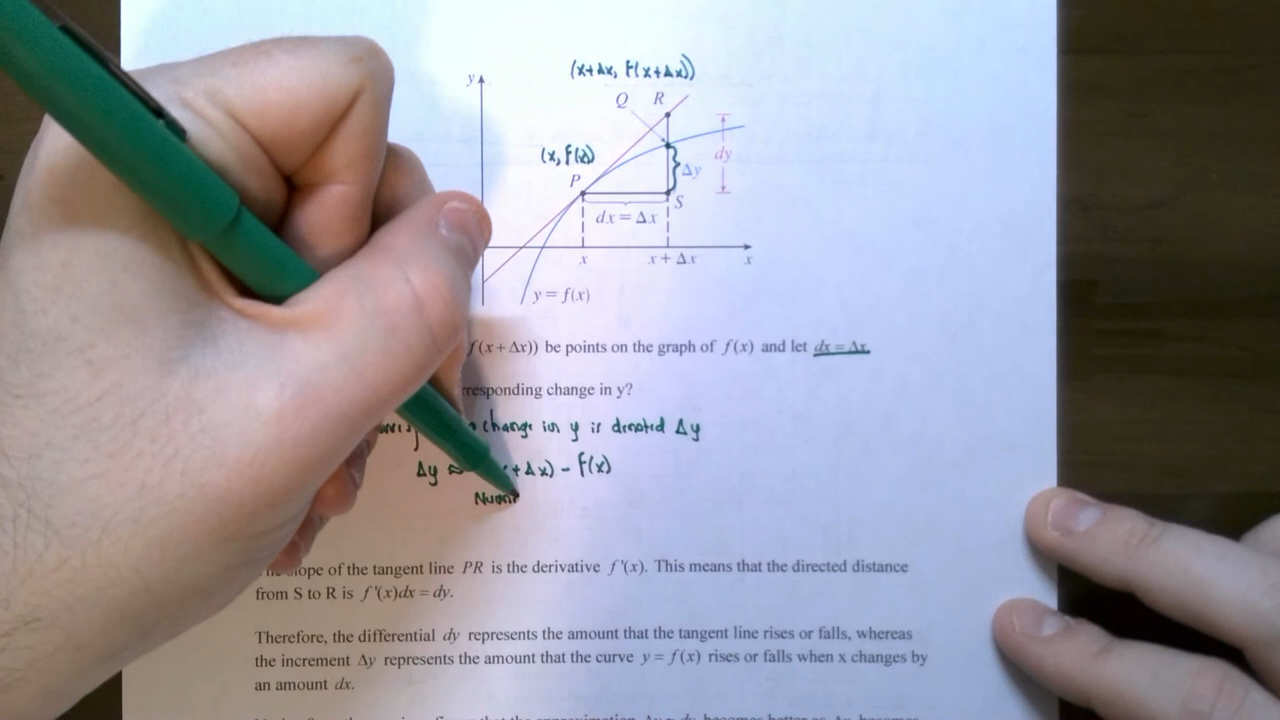 (x+Δx, f(x+Δx))
y
Q R
(x, f(x))
P
dy
Δy
S
dx = Δx
x x + Δx x
y = f(x)
f(x + Δx)) be points on the graph of f(x) and let dx = Δx.
corresponding change in y?
change in y is denoted Δy
Δy ≈ +Δx) - f(x)
slope of the tangent line PR is the derivative f'(x). This means that the directed distance
from S to R is f'(x)dx = dy.
Therefore, the differential dy represents the amount that the tangent line rises or falls, whereas
the increment Δy represents the amount that the curve y = f(x) rises or falls when x changes by
an amount dx.